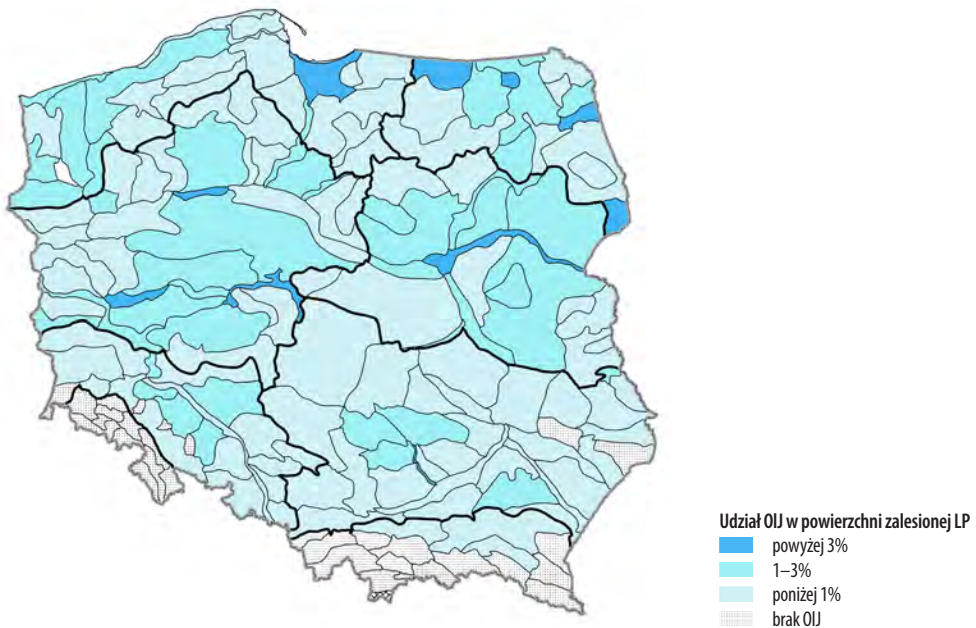 Udział OIJ w powierzchni zalesionej LP
powyżej 3%
1–3%
poniżej 1%
brak OIJ